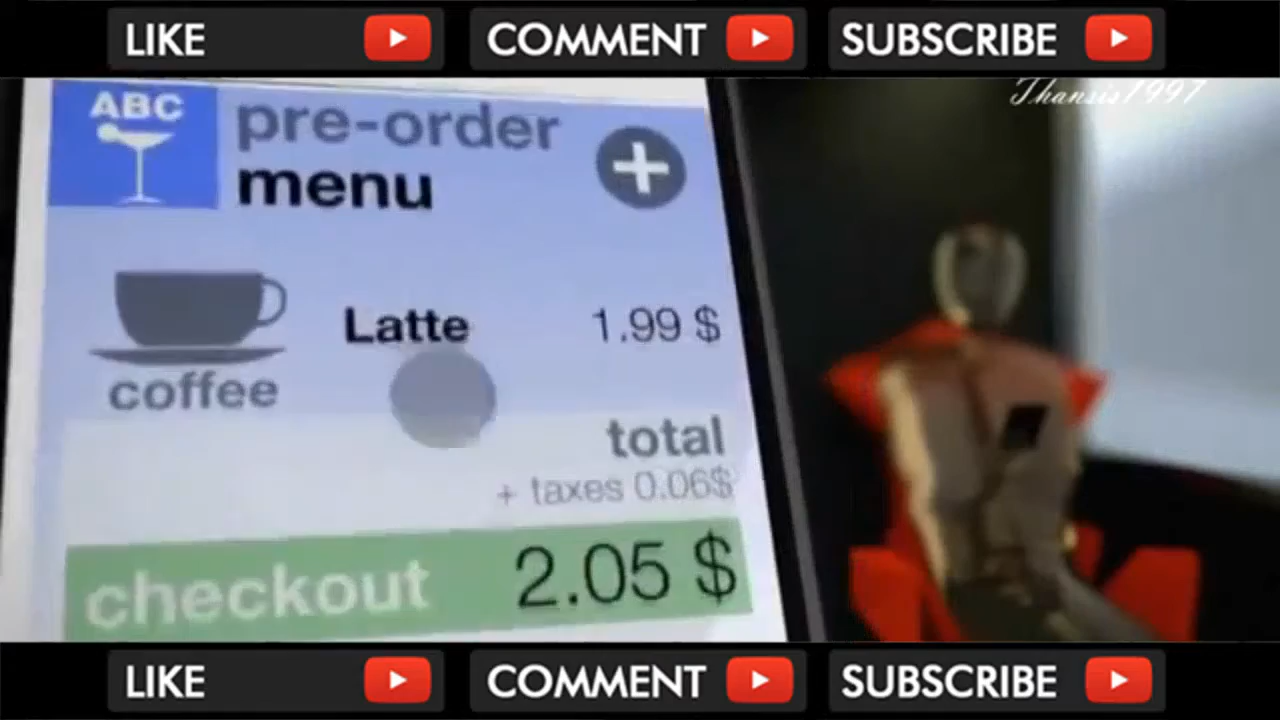 LIKE COMMENT SUBSCRIBE
Thansis1997
ABC
pre-order
menu
Latte 1.99 $
coffee
total
+ taxes 0.06$
checkout 2.05 $
LIKE COMMENT SUBSCRIBE